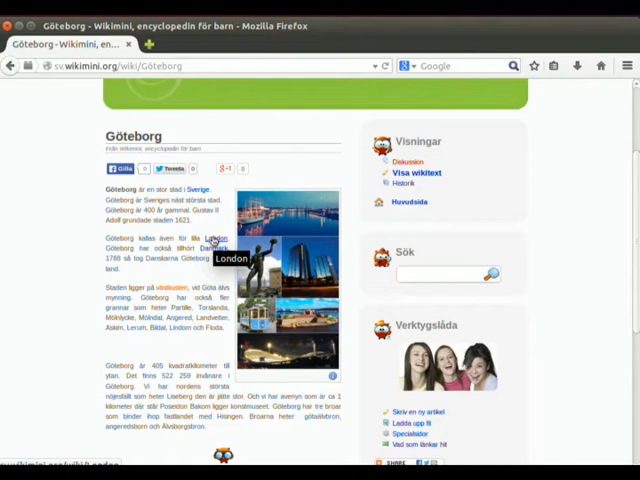 Göteborg - Wikimini, encyclopedin för barn - Mozilla Firefox
Göteborg - Wikimini, en...
sv.wikimini.org/wiki/Göteborg
Google
Göteborg
Från Wikimini, encyclopedin för barn
Gilla 0 Tweeta 0 g+1 0
Göteborg är en stor stad i Sverige.
Göteborg är Sveriges näst största stad.
Göteborg är 400 år gammal. Gustav II
Adolf grundade staden 1621.
Göteborg kallas även för lilla London.
Göteborg har också tillhört Danmark,
1788 så tog Danskarna Göteborg
land.
London
Staden ligger på västkusten, vid Göta älvs
mynning. Göteborg har också fler
grannar som heter Partille, Torslanda,
Mölnlycke, Mölndal, Angered, Landvetter,
Askim, Lerum, Bildal, Lindom och Floda.
Göteborg är 405 kvadratkilometer till
ytan. Det finns 522 259 invånare i
Göteborg. Vi har nordens största
nöjesfält som heter Liseberg den är jätte stor. Och vi har avenyn som är ca 1
kilometer där står Poseidon Bakom ligger konstmuseet. Göteborg har tre broar
som binder ihop fastlandet med Hisingen. Broarna heter götaälvbron,
angeredsbron och Älvsborgsbron.
Visningar
Diskussion
Visa wikitext
Historik
Huvudsida
Sök
Verktygslåda
Skriv en ny artikel
Ladda upp fil
Specialsidor
Vad som länkar hit
SHARE